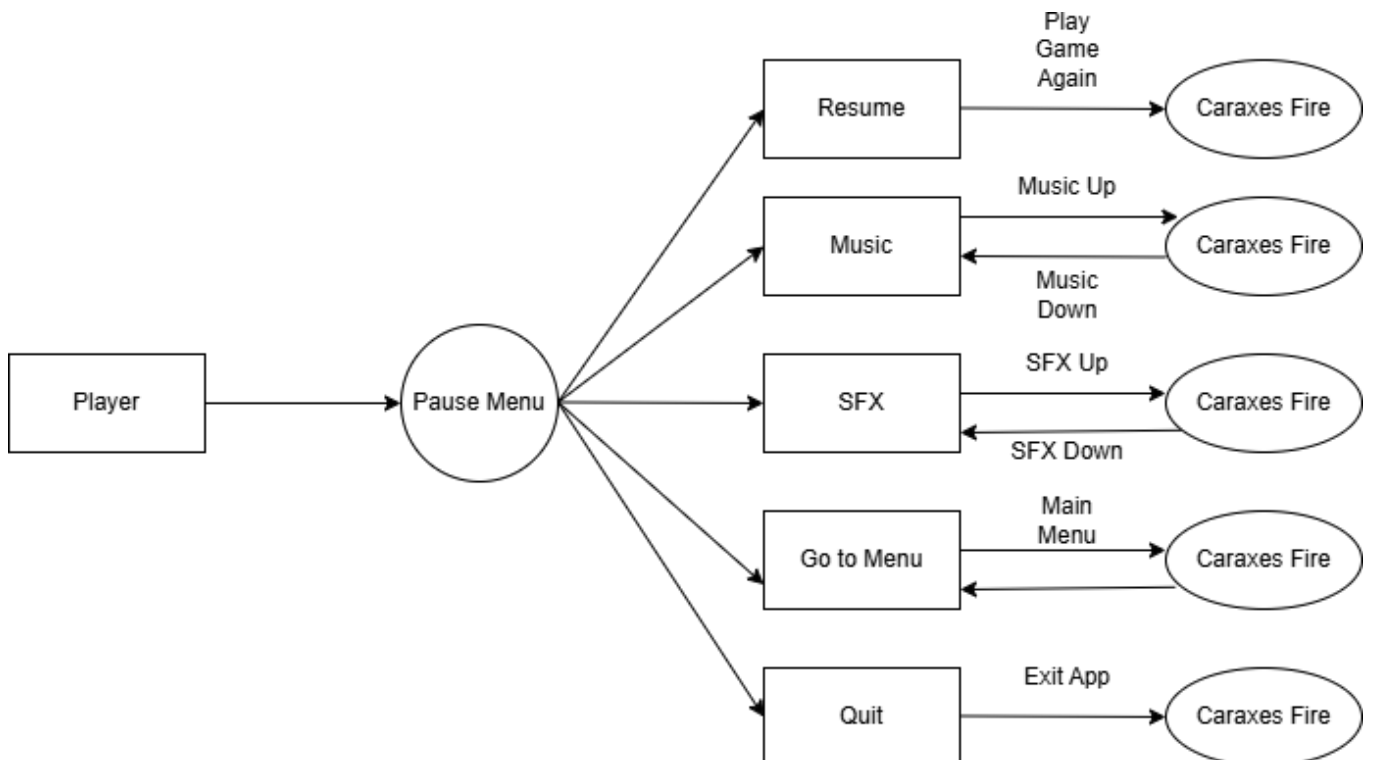 Play
Game
Again
Resume
Caraxes Fire
Music Up
Music
Caraxes Fire
Music
Down
Player
Pause Menu
SFX Up
SFX
Caraxes Fire
SFX Down
Main
Menu
Go to Menu
Caraxes Fire
Exit App
Quit
Caraxes Fire